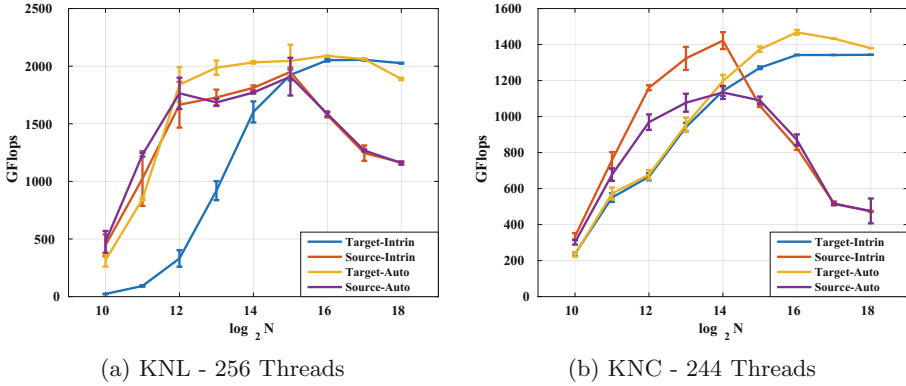 2500
2000
1500
1000
500
0
GFlops
10
12
14
16
18
log 2 N
Target-Intrin
Source-Intrin
Target-Auto
Source-Auto
(a) KNL - 256 Threads
1600
1400
1200
1000
800
600
400
200
0
GFlops
10
12
14
16
18
log 2 N
Target-Intrin
Source-Intrin
Target-Auto
Source-Auto
(b) KNC - 244 Threads